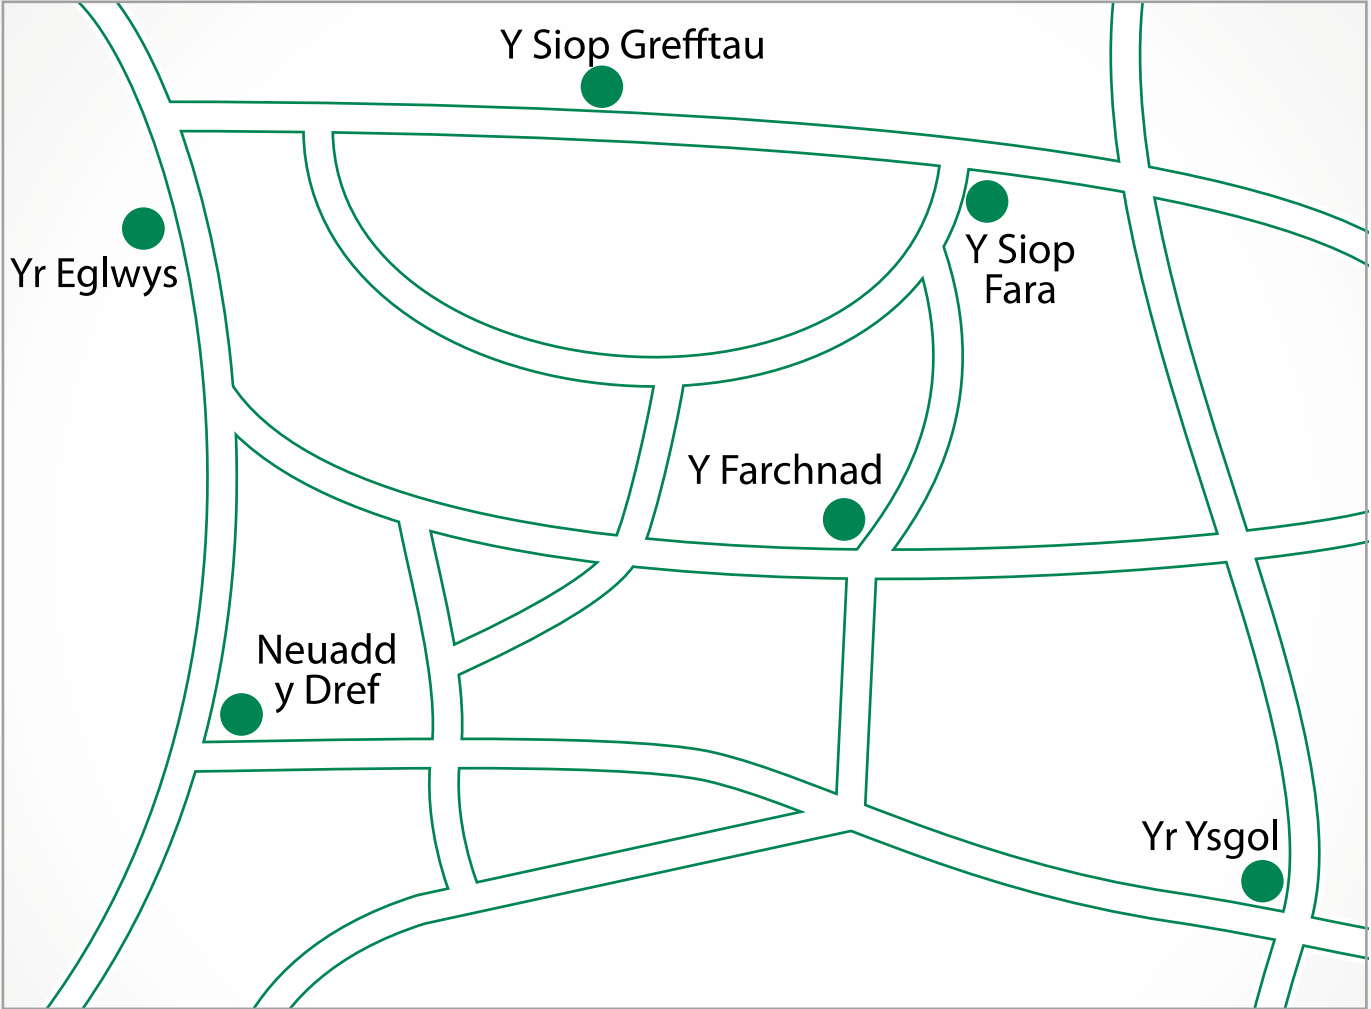 Y Siop Grefftau
Yr Eglwys
Y Siop
Fara
Y Farchnad
Neuadd
y Dref
Yr Ysgol